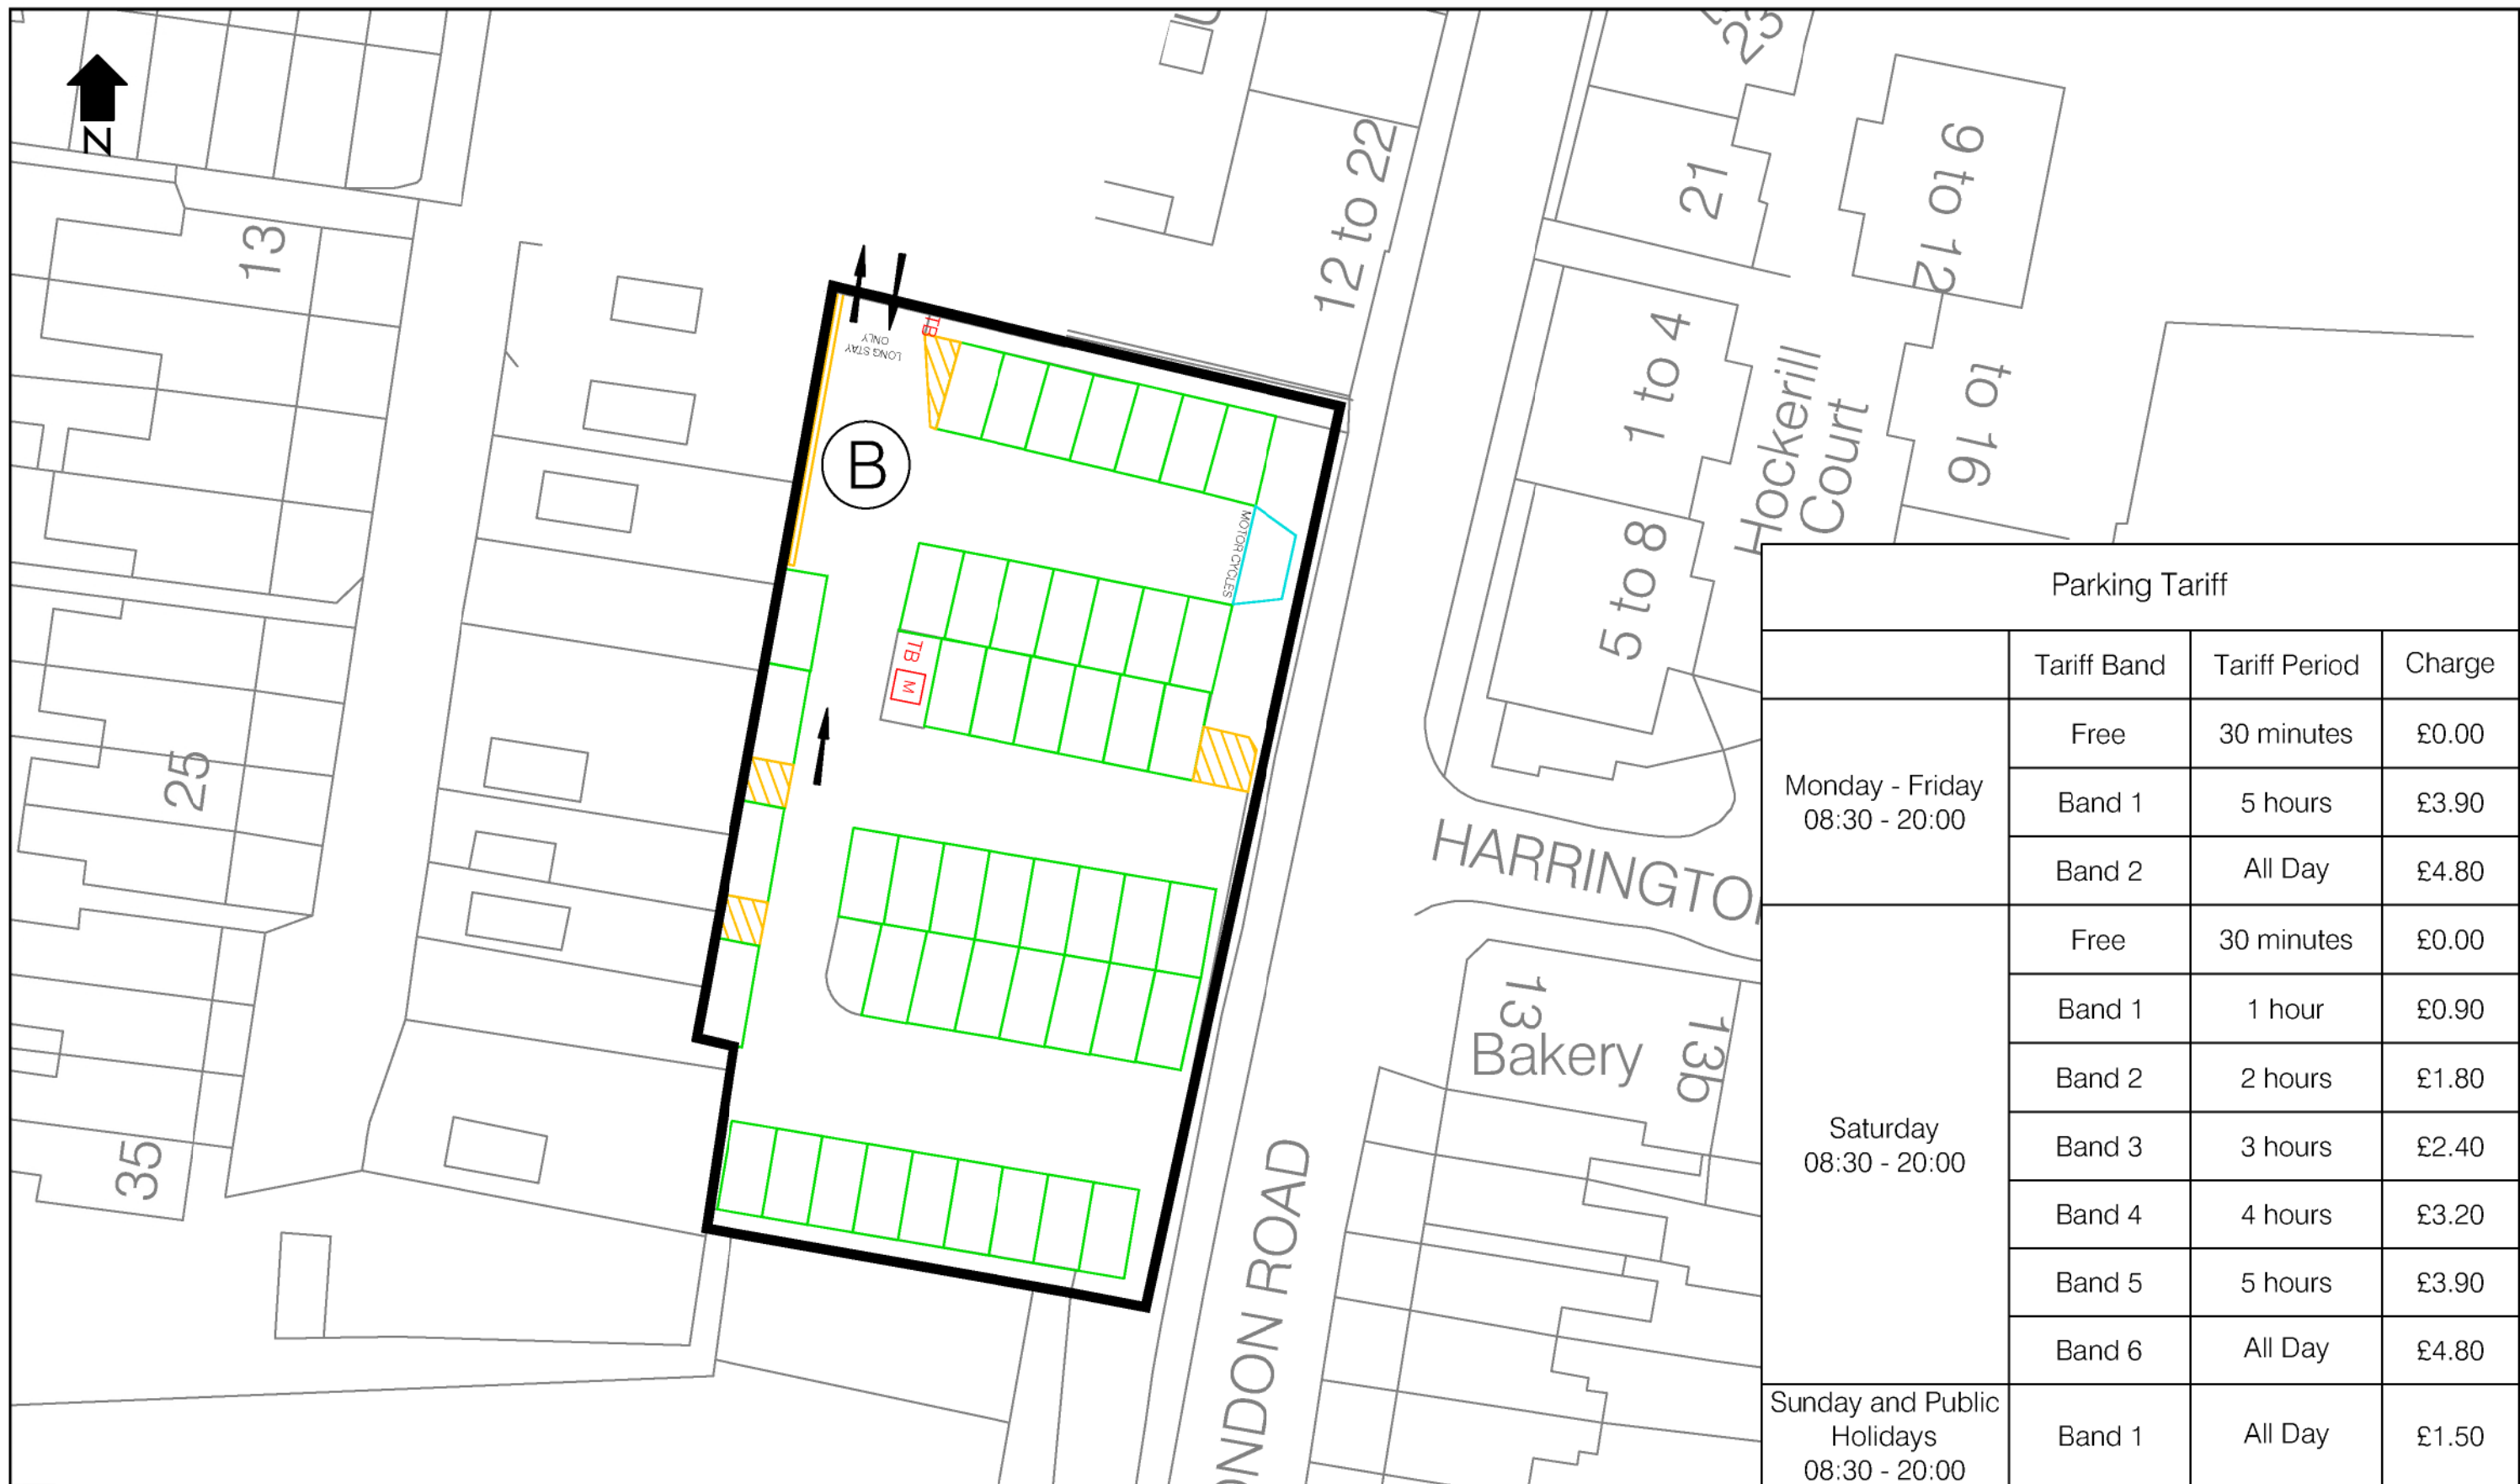 N
13
25
35
23
12 to 22
21
9 to 12
1 to 4
to 16
5 to 8
Hockerill
Court
TB
LONG STAY
ONLY
B
MOTORCYCLES
TB
M
13
Bakery
13b
Parking Tariff
Tariff Band Tariff Period Charge
Monday - Friday
08:30 - 20:00
Free 30 minutes £0.00
Band 1 5 hours £3.90
Band 2 All Day £4.80
Saturday
08:30 - 20:00
Free 30 minutes £0.00
Band 1 1 hour £0.90
Band 2 2 hours £1.80
Band 3 3 hours £2.40
Band 4 4 hours £3.20
Band 5 5 hours £3.90
Band 6 All Day £4.80
Sunday and Public
Holidays
08:30 - 20:00
Band 1 All Day £1.50
ROAD